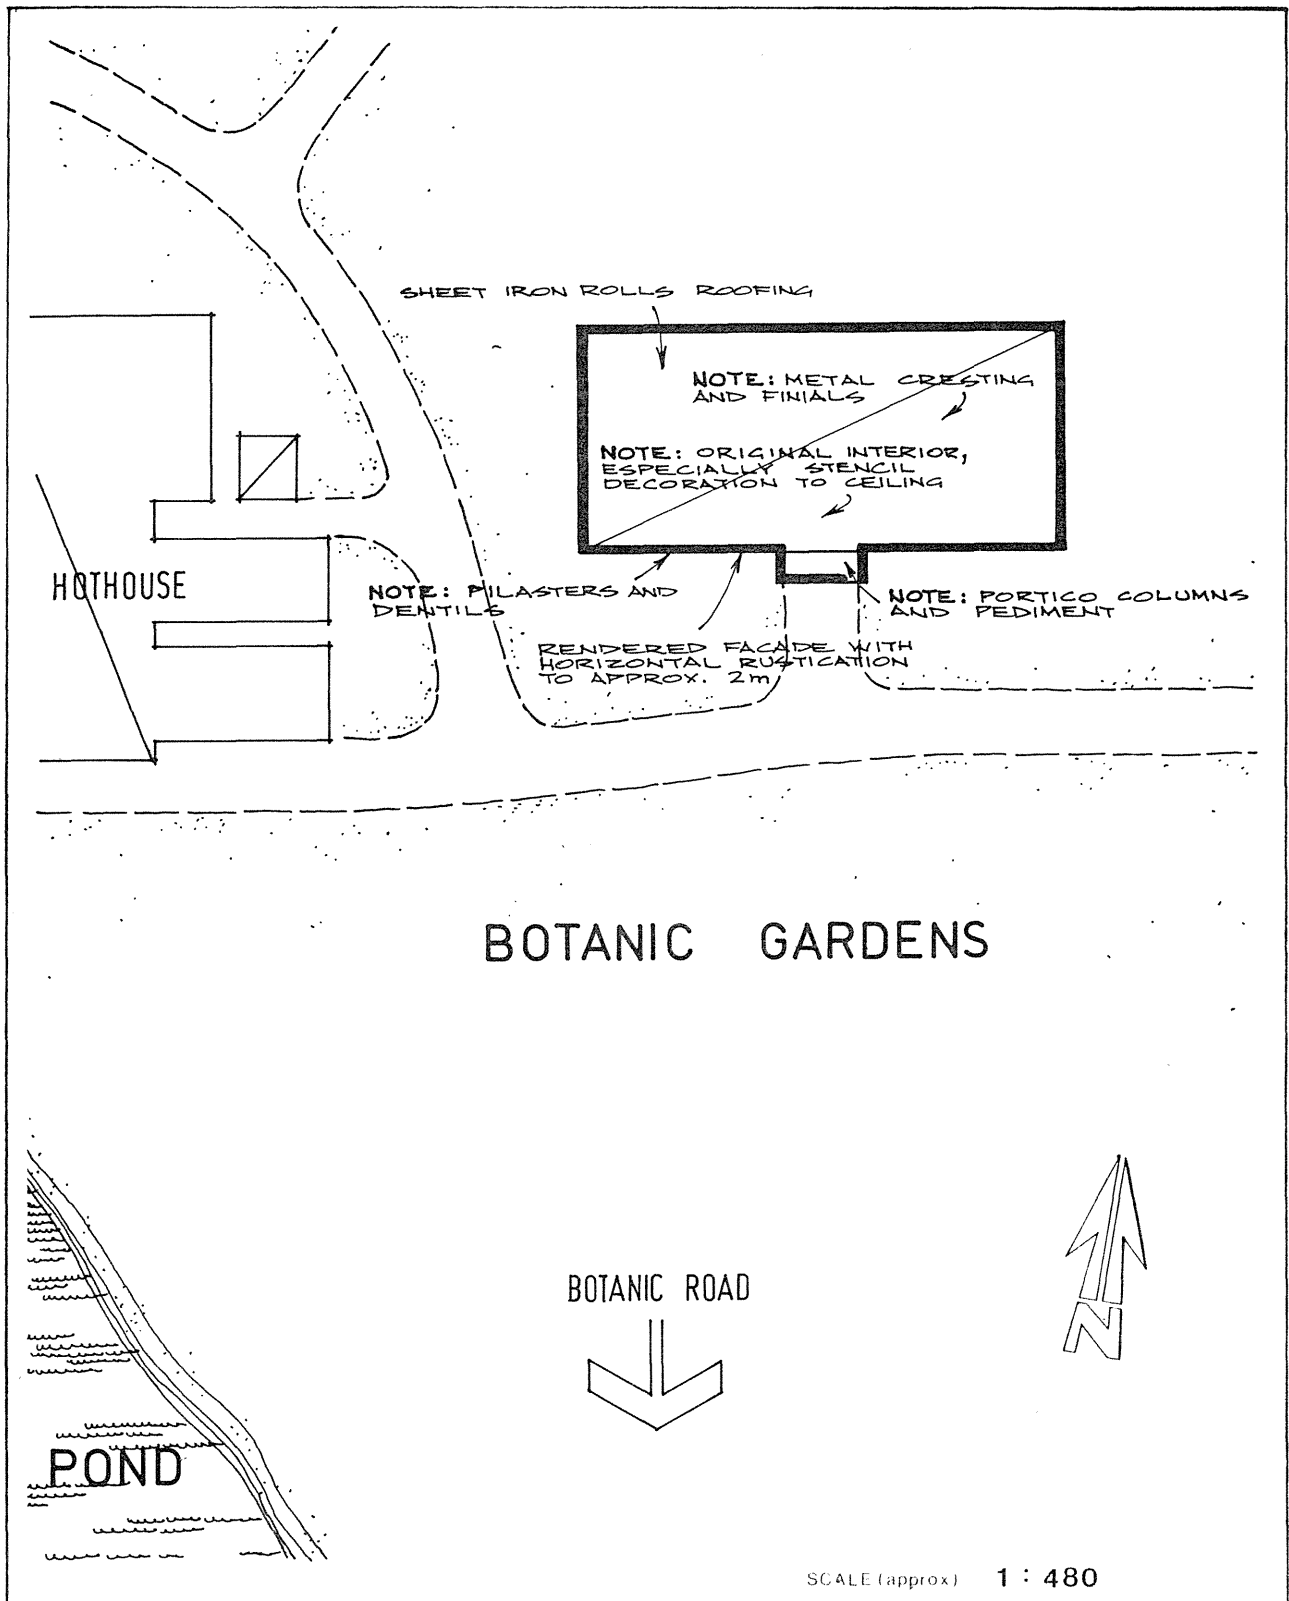 SHEET IRON ROLLS ROOFING
NOTE: METAL CRESTING
AND FINIALS
NOTE: ORIGINAL INTERIOR,
ESPECIALLY STENCIL
DECORATION TO CEILING
HOTHOUSE
NOTE: PILASTERS AND
DENTILS
NOTE: PORTICO COLUMNS
AND PEDIMENT
RENDERED FACADE WITH
HORIZONTAL RUSTICATION
TO APPROX. 2m
BOTANIC GARDENS
BOTANIC ROAD
N
POND
SCALE (approx) 1 : 480